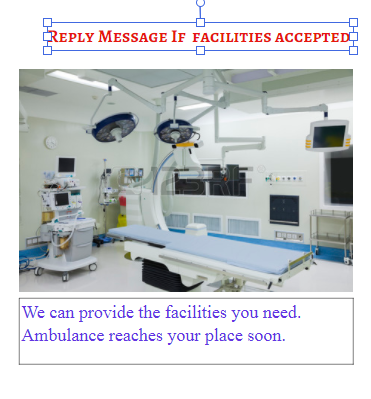 Reply Message If facilities accepted
We can provide the facilities you need.
Ambulance reaches your place soon.